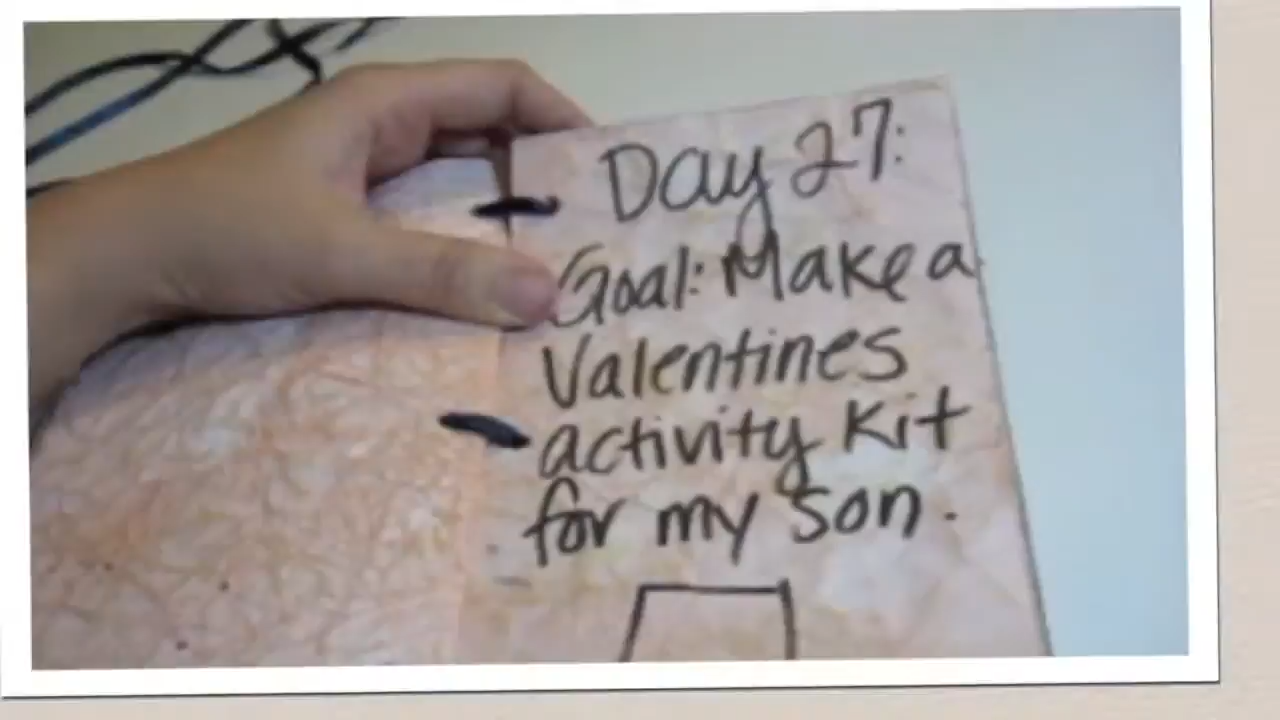 Day 27:
Goal: Make a
Valentines
activity Kit
for my son.